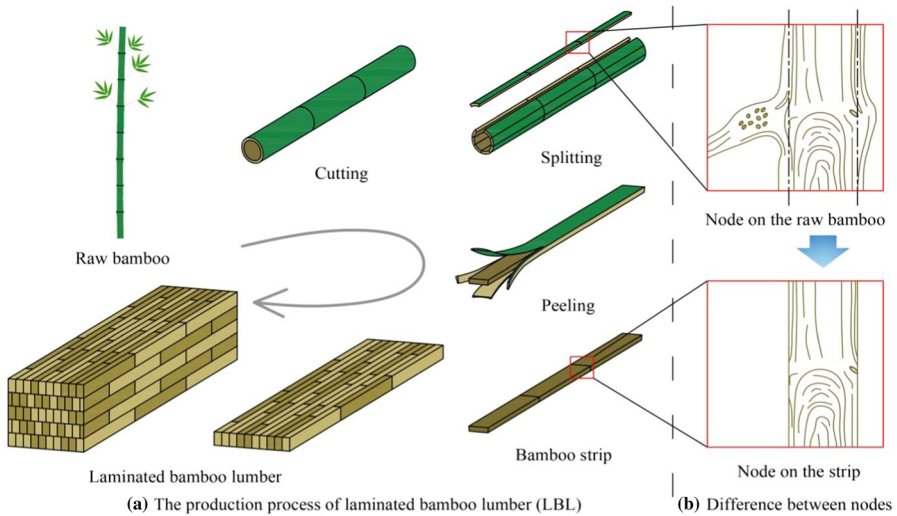 Raw bamboo
Cutting
Splitting
Peeling
Bamboo strip
Laminated bamboo lumber
(a) The production process of laminated bamboo lumber (LBL)
Node on the raw bamboo
Node on the strip
(b) Difference between nodes